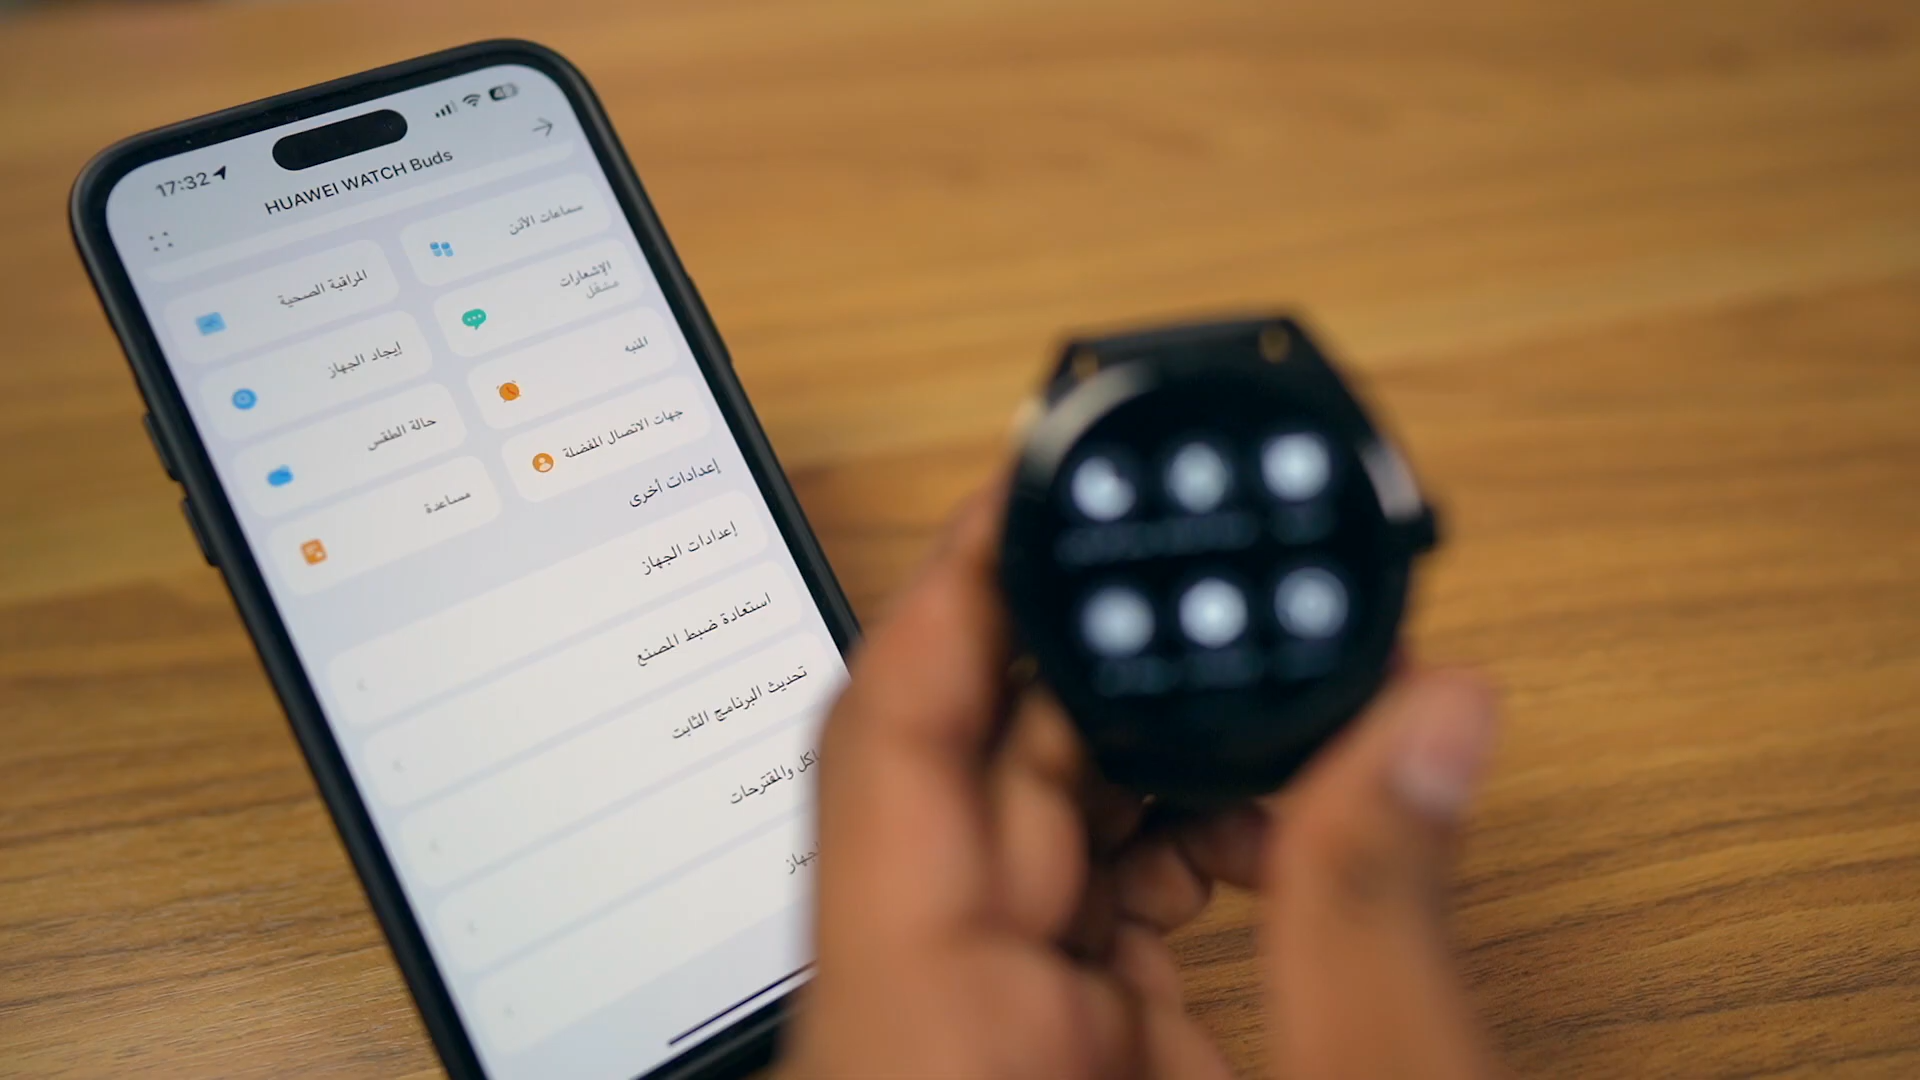 17:32
HUAWEI WATCH Buds
سماعات الأذن
المراقبة الصحية
الإشعارات
مشغّل
إيجاد الجهاز
المنبه
حالة الطقس
جهات الاتصال المفضلة
مساعدة
إعدادات أخرى
إعدادات الجهاز
استعادة ضبط المصنع
تحديث البرنامج الثابت
والمقترحات